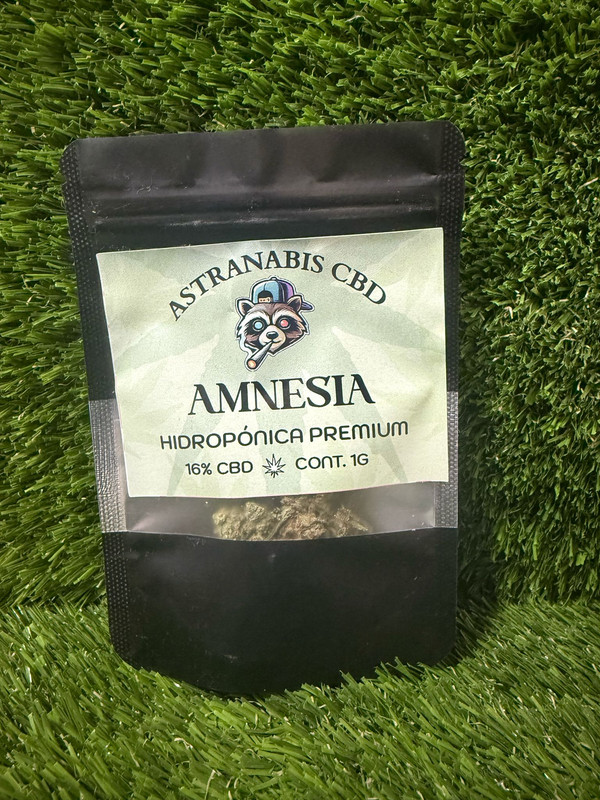 ASTRANABIS CBD
AMNESIA
HIDROPÓNICA PREMIUM
16% CBD CONT. 1G